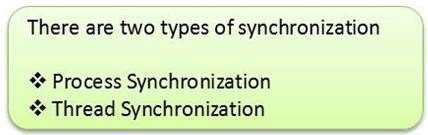 There are two types of synchronization
❖ Process Synchronization
❖ Thread Synchronization